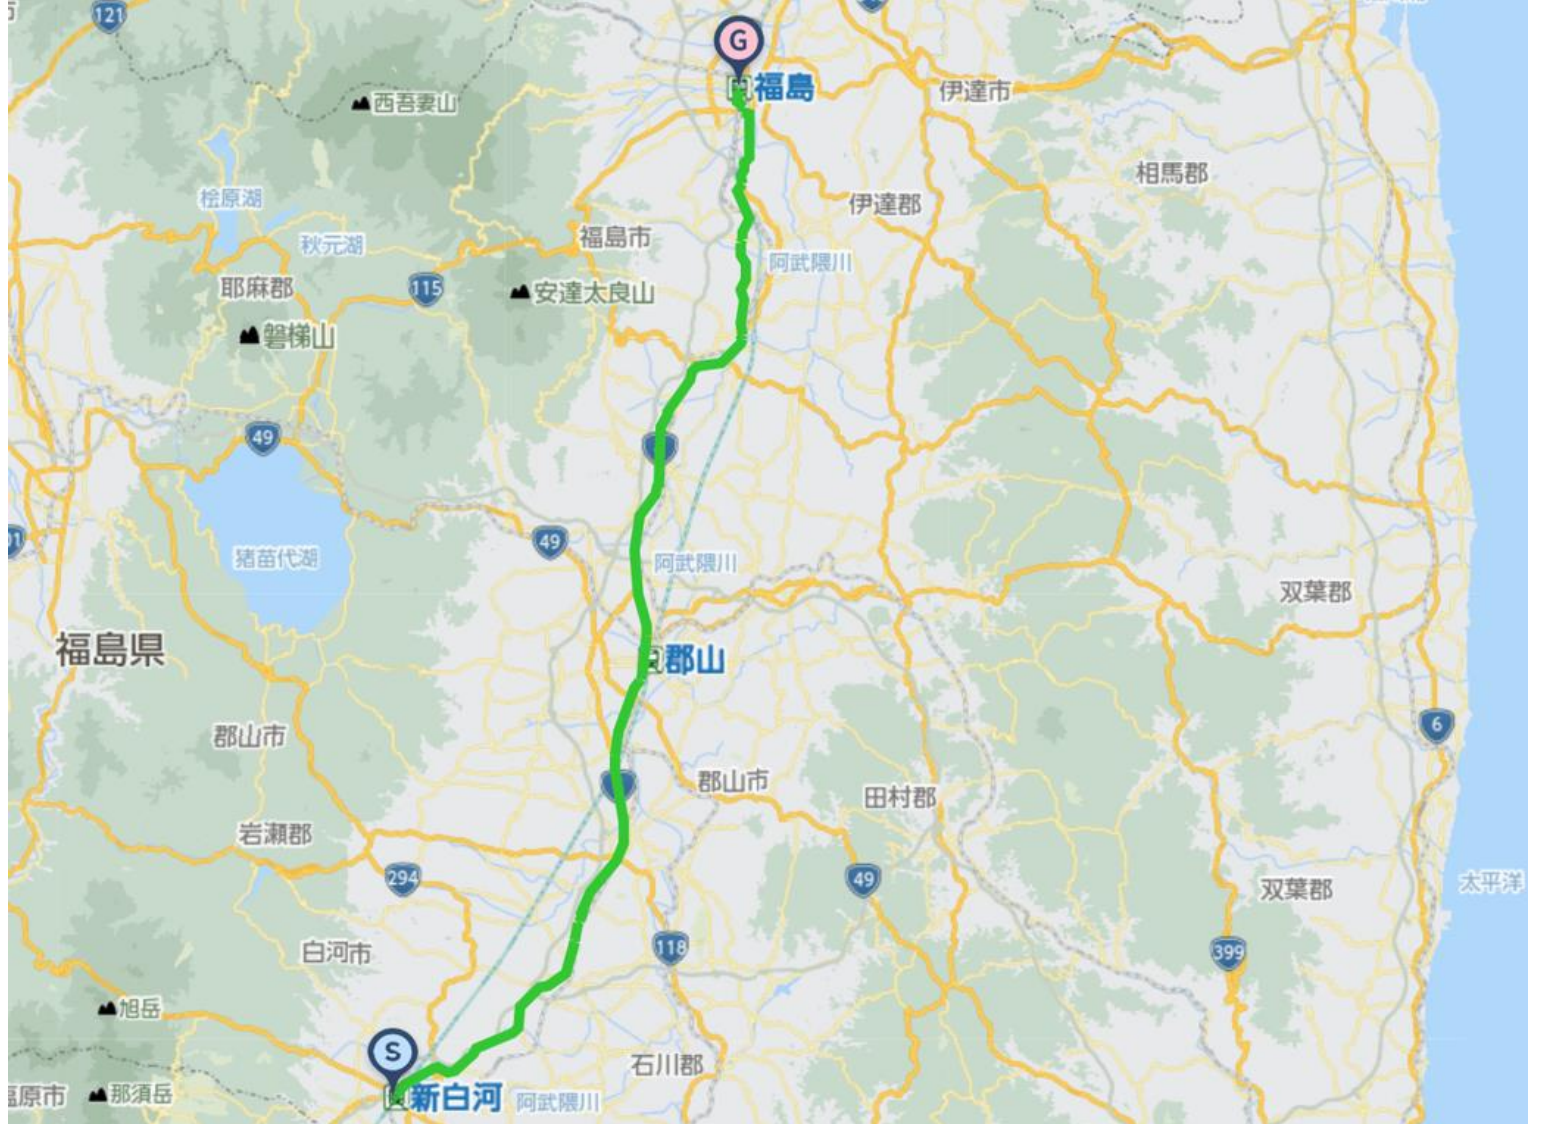 121
G
福島
伊達市
西吾妻山
相馬郡
桧原湖
伊達郡
秋元湖
福島市
阿武隈川
耶麻郡
115
安達太良山
磐梯山
49
49
猪苗代湖
阿武隈川
双葉郡
福島県
郡山
郡山市
6
郡山市
田村郡
岩瀬郡
294
49
双葉郡
太平洋
118
白河市
399
旭岳
S
石川郡
那須岳
新白河
阿武隈川